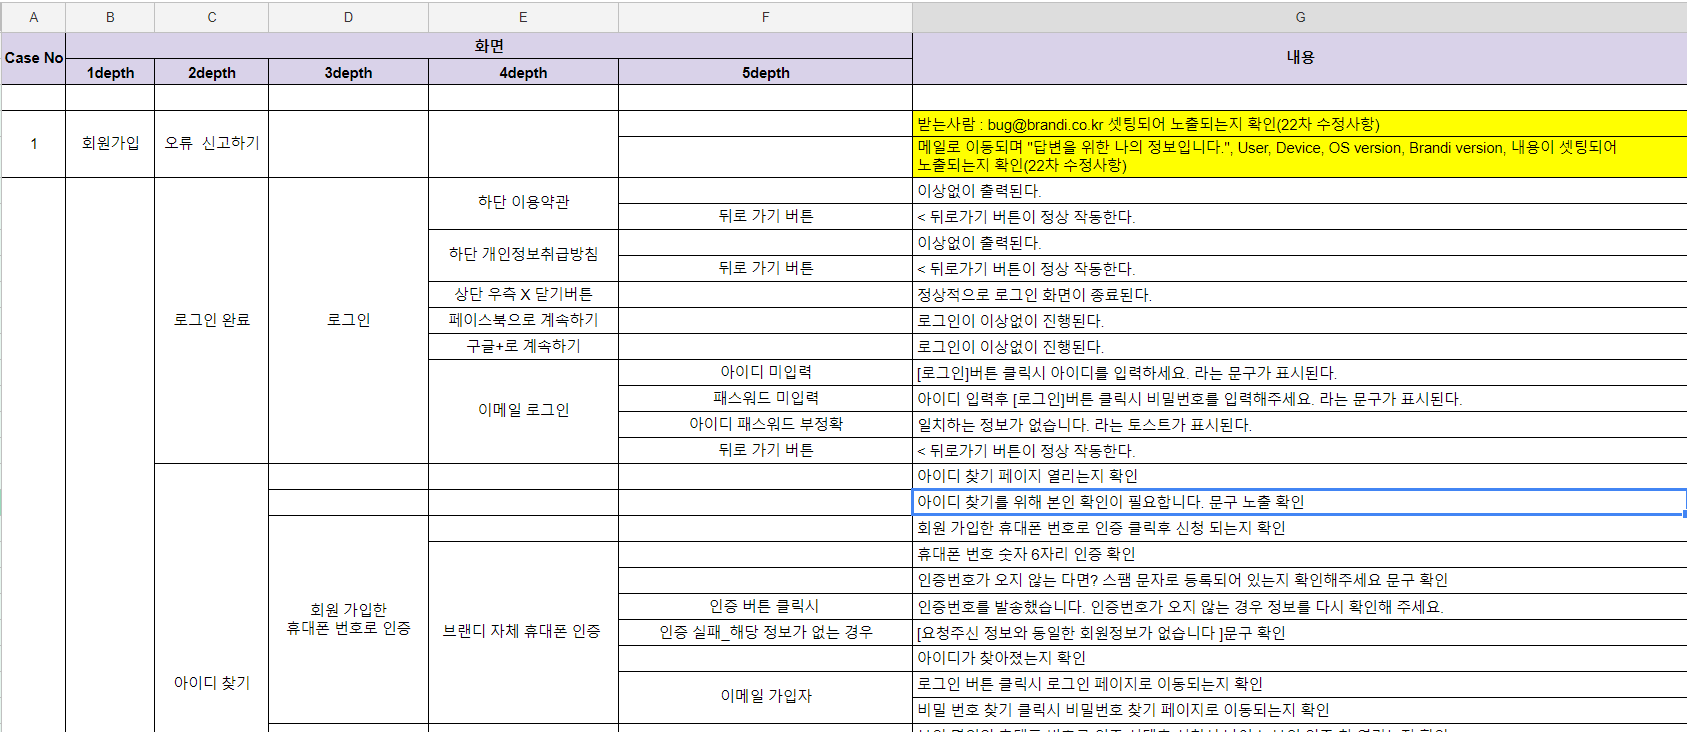 A B C D E F G
Case No 화면 내용
1depth 2depth 3depth 4depth 5depth
1 회원가입 오류 신고하기
받는사람 : bug@brandi.co.kr 셋팅되어 노출되는지 확인(22차 수정사항)
메일로 이동되며 "답변을 위한 나의 정보입니다.", User, Device, OS version, Brandi version, 내용이 셋팅되어
노출되는지 확인(22차 수정사항)
로그인 완료 로그인
하단 이용약관 이상없이 출력된다.
뒤로 가기 버튼 < 뒤로가기 버튼이 정상 작동한다.
하단 개인정보취급방침 이상없이 출력된다.
뒤로 가기 버튼 < 뒤로가기 버튼이 정상 작동한다.
상단 우측 X 닫기버튼 정상적으로 로그인 화면이 종료된다.
페이스북으로 계속하기 로그인이 이상없이 진행된다.
구글+로 계속하기 로그인이 이상없이 진행된다.
이메일 로그인
아이디 미입력 [로그인]버튼 클릭시 아이디를 입력하세요. 라는 문구가 표시된다.
패스워드 미입력 아이디 입력후 [로그인]버튼 클릭시 비밀번호를 입력해주세요. 라는 문구가 표시된다.
아이디 패스워드 부정확 일치하는 정보가 없습니다. 라는 토스트가 표시된다.
뒤로 가기 버튼 < 뒤로가기 버튼이 정상 작동한다.
아이디 찾기
아이디 찾기 페이지 열리는지 확인
아이디 찾기를 위해 본인 확인이 필요합니다. 문구 노출 확인
회원 가입한
휴대폰 번호로 인증
회원 가입한 휴대폰 번호로 인증 클릭후 신청 되는지 확인
브랜디 자체 휴대폰 인증
휴대폰 번호 숫자 6자리 인증 확인
인증번호가 오지 않는 다면? 스팸 문자로 등록되어 있는지 확인해주세요 문구 확인
인증 버튼 클릭시 인증번호를 발송했습니다. 인증번호가 오지 않는 경우 정보를 다시 확인해 주세요.
인증 실패_해당 정보가 없는 경우 [요청주신 정보와 동일한 회원정보가 없습니다 ]문구 확인
아이디가 찾아졌는지 확인
이메일 가입자
로그인 버튼 클릭시 로그인 페이지로 이동되는지 확인
비밀 번호 찾기 클릭시 비밀번호 찾기 페이지로 이동되는지 확인